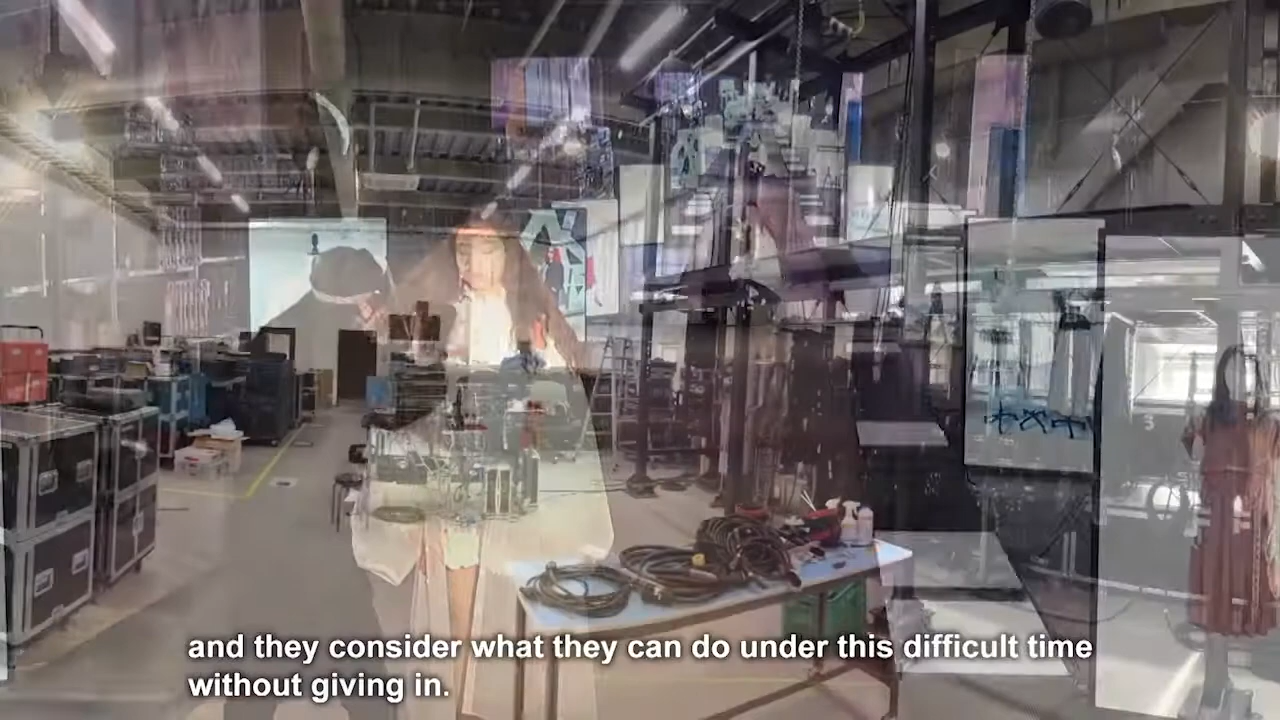 and they consider what they can do under this difficult time
without giving in.